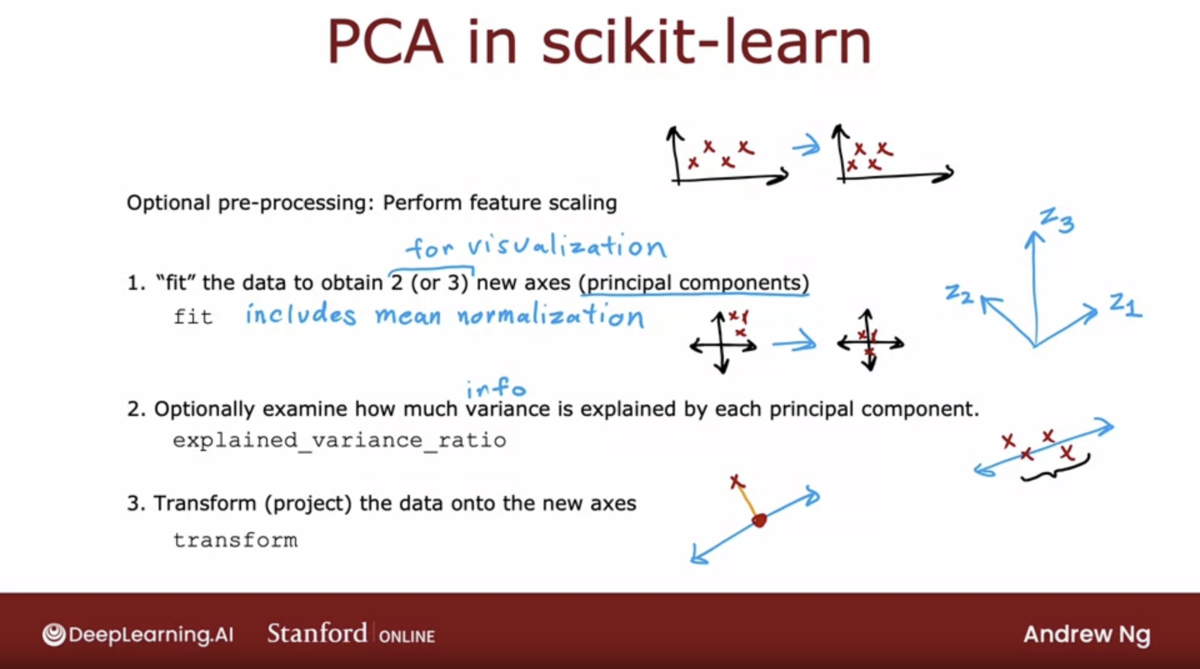 PCA in scikit-learn
Optional pre-processing: Perform feature scaling
for visualization
1. “fit” the data to obtain 2 (or 3) new axes (principal components)
fit includes mean normalization
info
2. Optionally examine how much variance is explained by each principal component.
explained_variance_ratio
3. Transform (project) the data onto the new axes
transform
z3
z2
z1
DeepLearning.AI Stanford ONLINE Andrew Ng